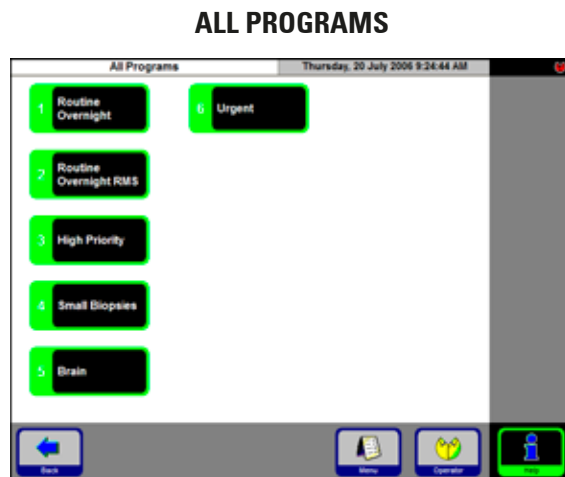 ALL PROGRAMS
All Programs
Thursday, 20 July 2006 9:24:44 AM
1 Routine
Overnight
6 Urgent
2 Routine
Overnight RMS
3 High Priority
4 Small Biopsies
5 Brain
Back
Menu
Operator
Help